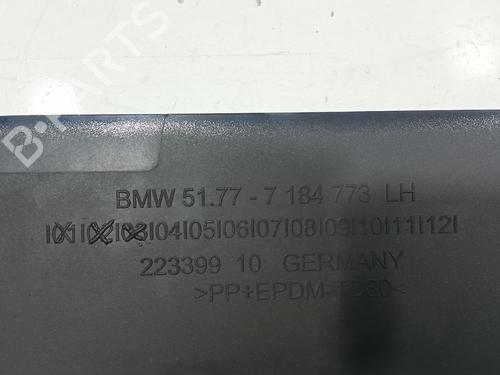 B-PARTS
BMW 51.77 - 7 184 773 LH
I01I02I03I04I05I06I07I08I09I10I11I12I
223399 10 GERMANY
>PP+EPDM-TD30<